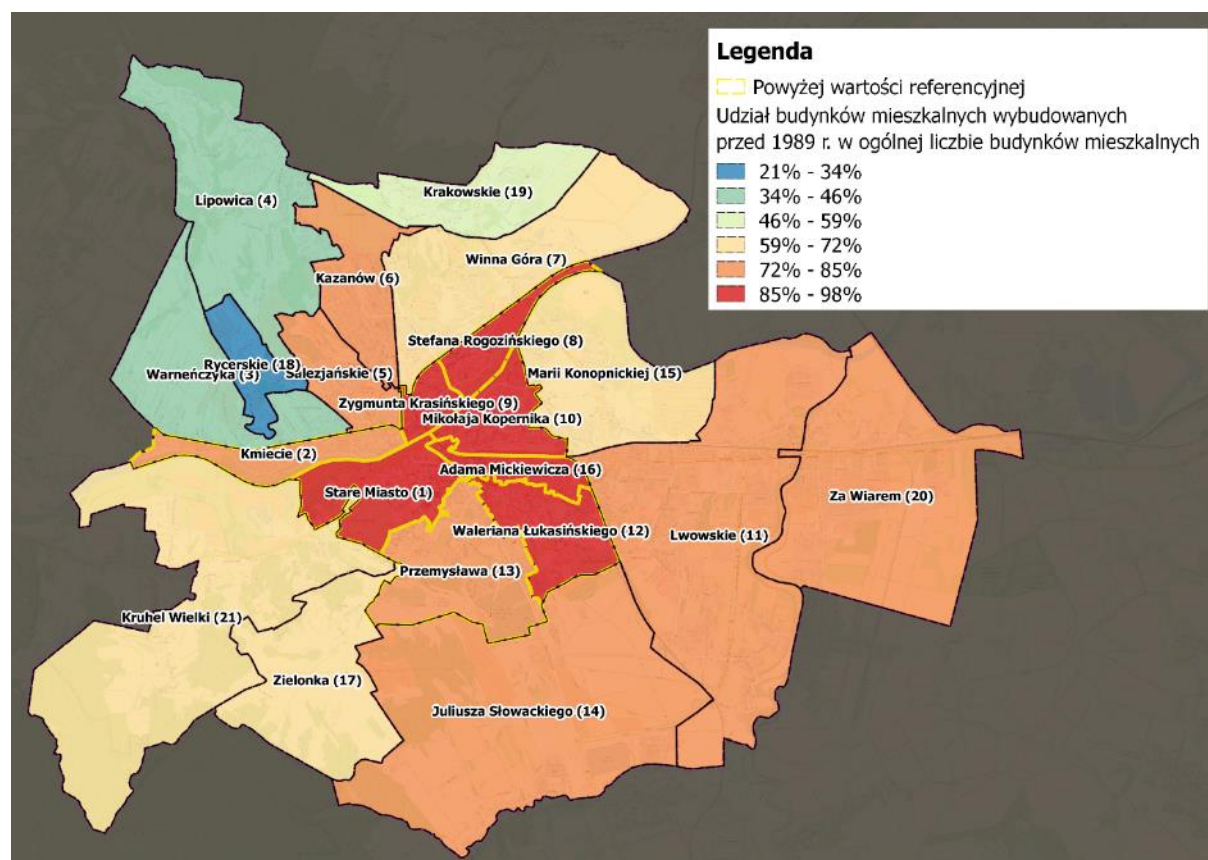 Legenda
Powyżej wartości referencyjnej
Udział budynków mieszkalnych wybudowanych
przed 1989 r. w ogólnej liczbie budynków mieszkalnych
21% - 34%
34% - 46%
46% - 59%
59% - 72%
72% - 85%
85% - 98%
Krakowskie (19)
Lipowica (4)
Winna Góra (7)
Kazanów (6)
Stefana Rogozińskiego (8)
Rycerskie (18)
Warneńczyka (3)
Salezjańskie (5)
Marii Konopnickiej (15)
Zygmunta Krasińskiego (9)
Mikołaja Kopernika (10)
Kmiecie (2)
Adama Mickiewicza (16)
Stare Miasto (1)
Za Wiarem (20)
Waleriana Łukasińskiego (12)
Lwowskie (11)
Przemysława (13)
Kruhel Wielki (21)
Zielonka (17)
Juliusza Słowackiego (14)